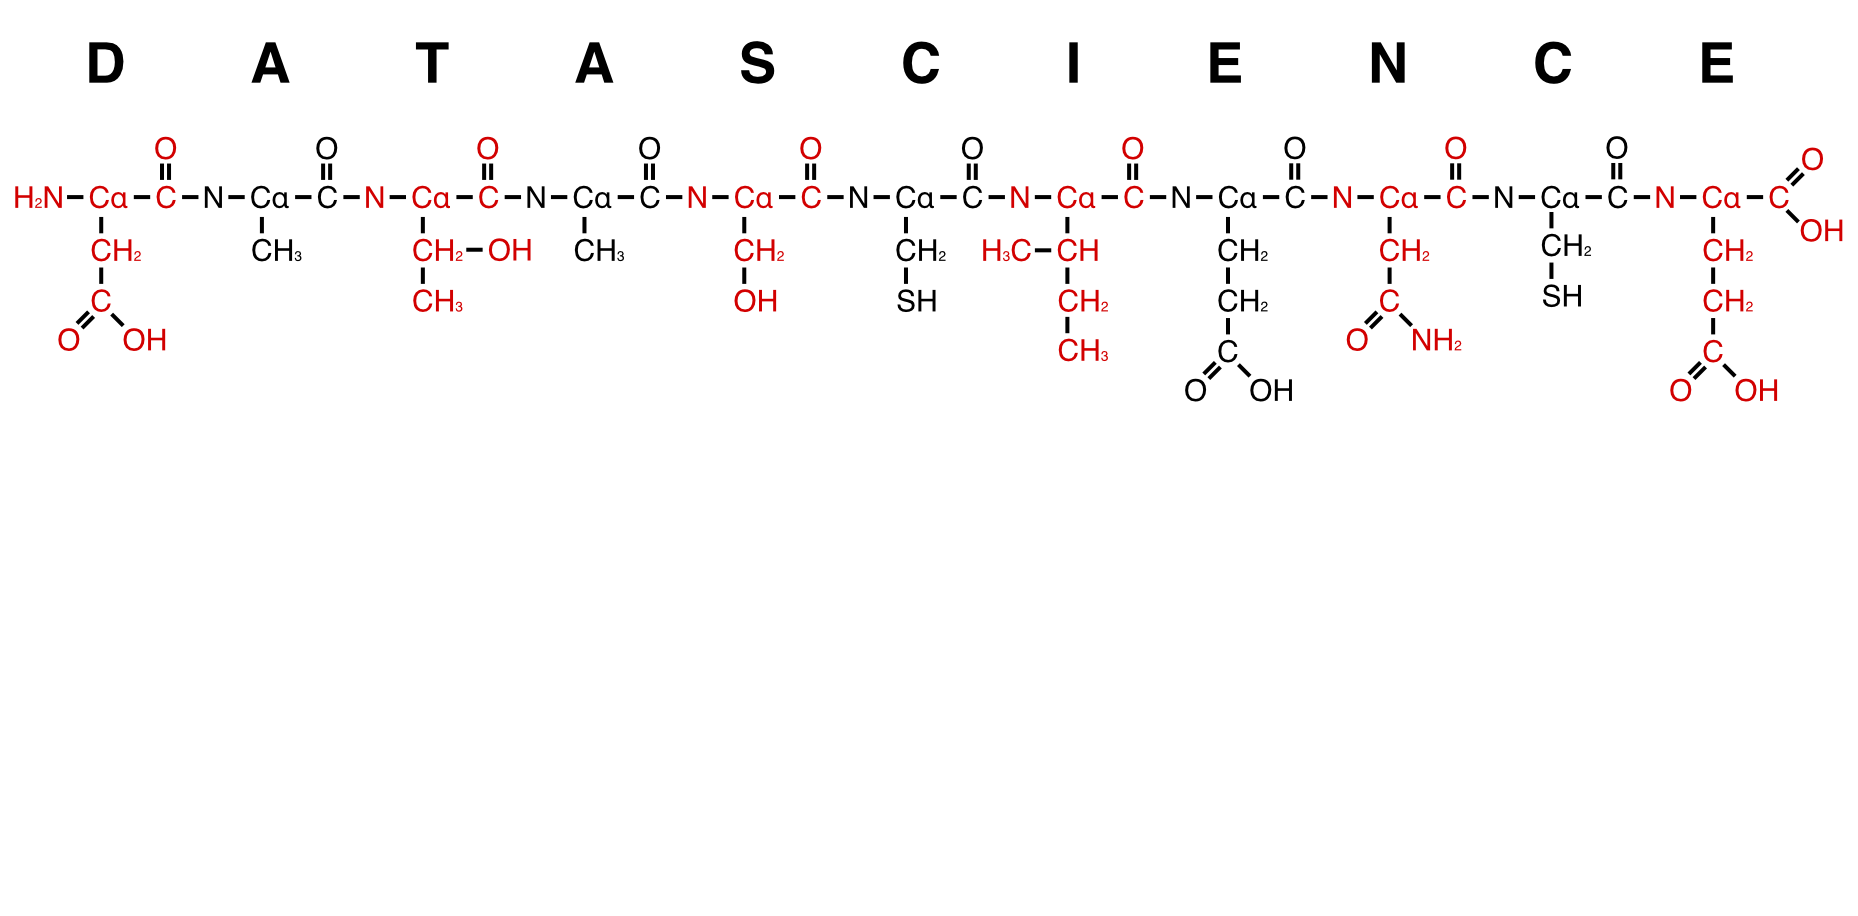 D A T A S C I E N C E
O O O O O O O O O O O
H₂N Cα C N Cα C N Cα C N Cα C N Cα C N Cα C N Cα C N Cα C N Cα C N Cα C N Cα C
OH
CH₂ CH₃ CH₂ OH CH₃ CH₂ CH₂ H₃C CH CH₂ CH₂ CH₂ CH₂
C CH₃ OH SH CH₂ CH₂ C SH CH₂
O OH CH₃ C O NH₂ C
O OH O OH